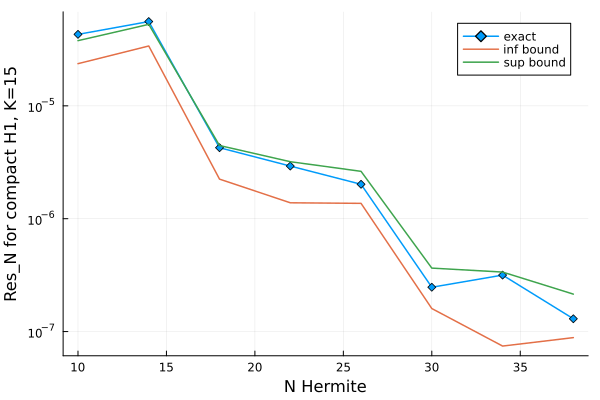 exact
inf bound
sup bound
Res_N for compact H1, K=15
10⁻⁵
10⁻⁶
10⁻⁷
10 15 20 25 30 35
N Hermite